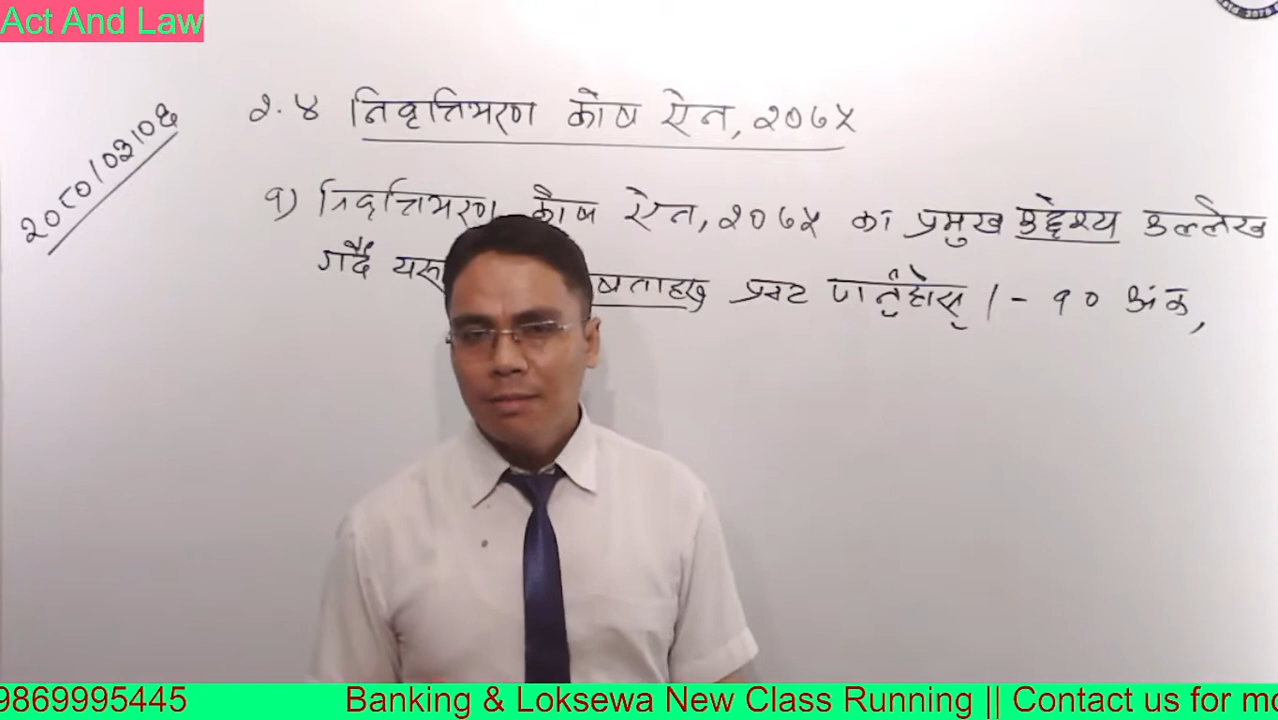 Act And Law
२०८०/०३/०६
२.४ निवृत्तिभरण कोष ऐन, २०७५
१) निवृत्तिभरण कोष ऐन, २०७५ का प्रमुख उद्देश्य उल्लेख
गर्दै यस षताहरु प्रस्ट पार्नुहोस् । - १० अंक,
9869995445 Banking & Loksewa New Class Running || Contact us for mo